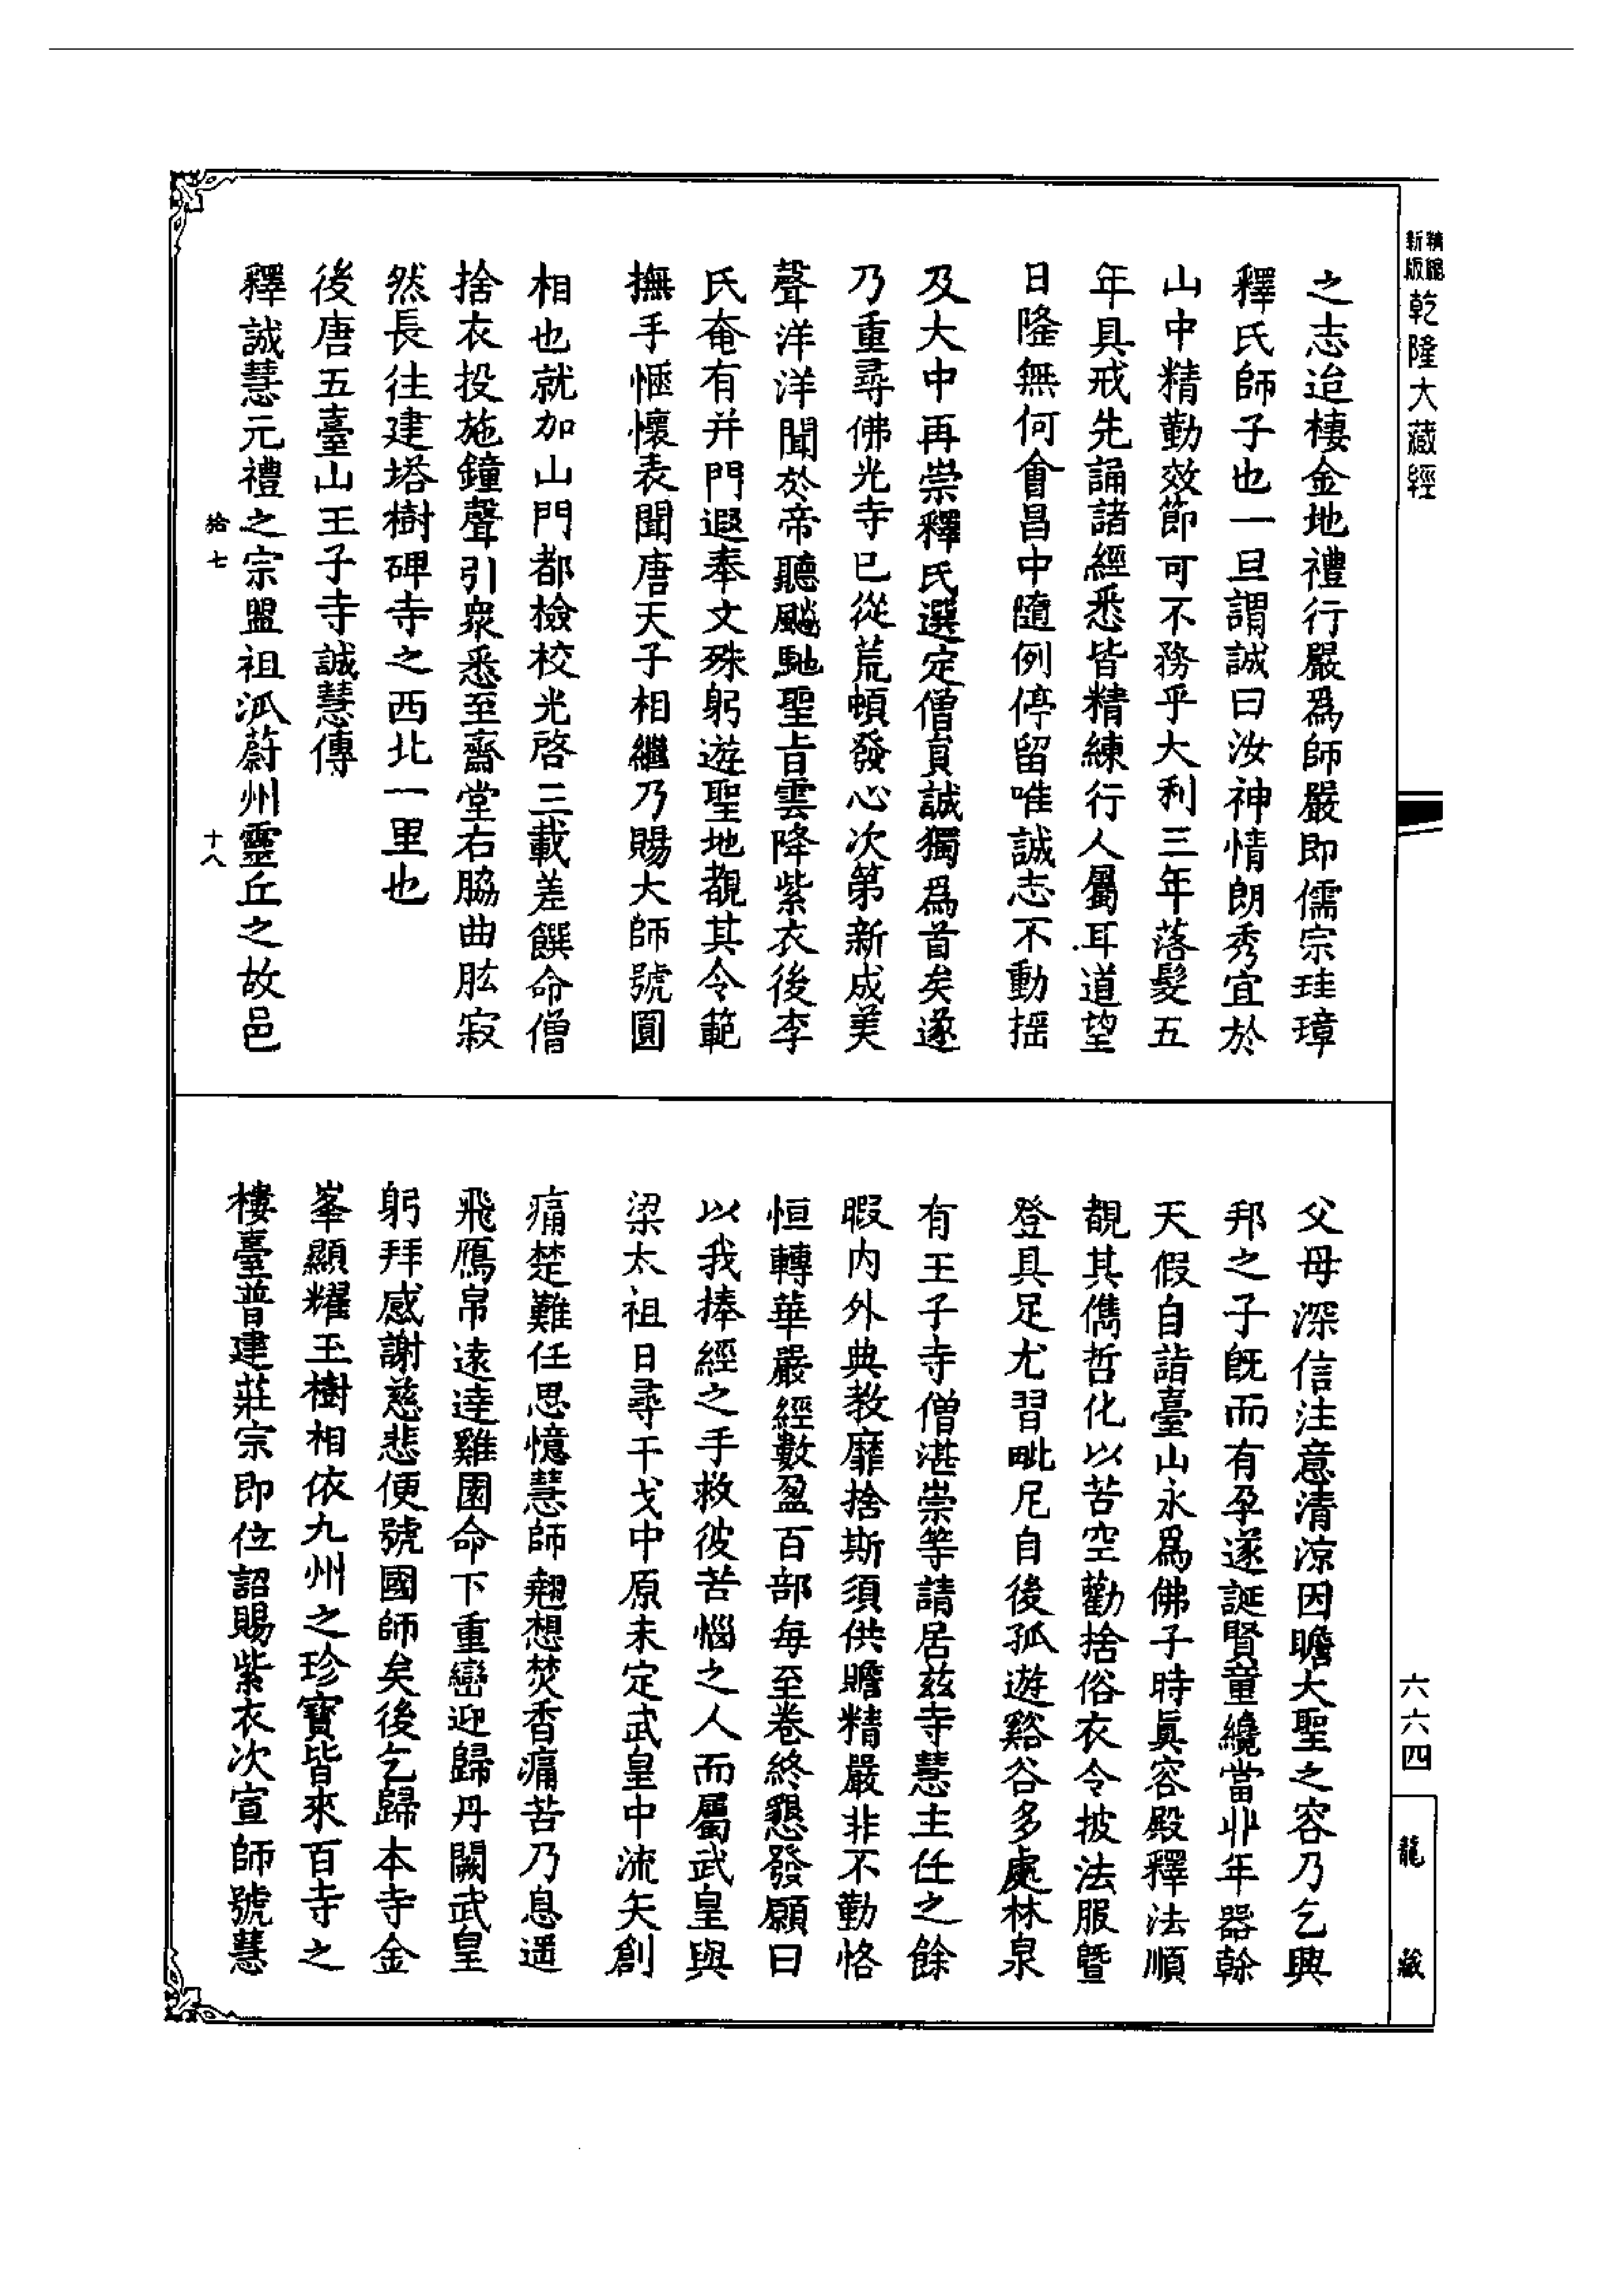 精縮新版乾隆大藏經
之志迨棲金地禮行嚴爲師嚴即儒宗珪璋
釋氏師子也一旦謂誠曰汝神情朗秀宜於
山中精勤效節可不務乎大利三年落髮五
年具戒先誦諸經悉皆精練行人屬耳道望
日隆無何會昌中隨例停留唯誠志不動揺
及大中再崇釋氏選定僧貟誠獨爲首矣遂
乃重尋佛光寺已從荒頓發心次第新成美
聲洋洋聞於帝聽颺馳聖旨雲降紫衣後李
氏奄有并門遐奉文殊躬遊聖地覩其令範
撫手愜懷表聞唐天子相繼乃賜大師號圓
相也就加山門都檢校光啓三載差饌命僧
捨衣投施鐘聲引衆悉至齋堂右脇曲肱寂
然長往建塔樹碑寺之西北一里也
後唐五臺山王子寺誠慧傳
釋誠慧元禮之宗盟祖泒蔚州靈丘之故邑
給七 十八
父母深信注意清涼因瞻大聖之容乃乞興
邦之子旣而有孕遂誕賢童纔當丱年器幹
天假自詣臺山永爲佛子時眞容殿釋法順
覩其儁哲化以苦空勸捨俗衣令披法服曁
登具足尤習毗尼自後孤遊谿谷多處林泉
有王子寺僧湛崇等請居茲寺慧主任之餘
暇内外典教靡捨斯須供贍精嚴非不勤恪
恒轉華嚴經數盈百部每至卷終懇發願曰
以我捧經之手救彼苦惱之人而屬武皇與
梁太祖日尋干戈中原未定武皇中流矢創
痛楚難任思憶慧師翹想焚香痛苦乃息遥
飛鴈帛遠達雞園命下重巒迎歸丹闕武皇
躬拜感謝慈悲便號國師矣後乞歸本寺金
峯顯耀玉樹相依九州之珍寶皆來百寺之
樓臺普建莊宗即位詔賜紫衣次宣師號慧
六六四
龍藏